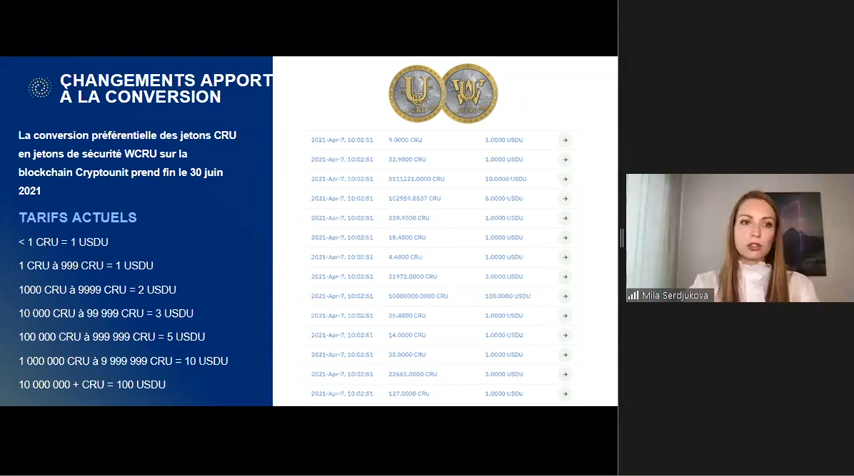 CHANGEMENTS APPORT
À LA CONVERSION
La conversion préférentielle des jetons CRU
en jetons de sécurité WCRU sur la
blockchain Cryptounit prend fin le 30 juin
2021
TARIFS ACTUELS
< 1 CRU = 1 USDU
1 CRU à 999 CRU = 1 USDU
1000 CRU à 9999 CRU = 2 USDU
10 000 CRU à 99 999 CRU = 3 USDU
100 000 CRU à 999 999 CRU = 5 USDU
1 000 000 CRU à 9 999 999 CRU = 10 USDU
10 000 000 + CRU = 100 USDU
2021-Apr-7, 10:02:51 9.0000 CRU 1.0000 USDU
2021-Apr-7, 10:02:51 32.9800 CRU 1.0000 USDU
2021-Apr-7, 10:02:51 3111221.0000 CRU 10.0000 USDU
2021-Apr-7, 10:02:51 102959.8537 CRU 5.0000 USDU
2021-Apr-7, 10:02:51 339.9800 CRU 1.0000 USDU
2021-Apr-7, 10:02:51 18.4800 CRU 1.0000 USDU
2021-Apr-7, 10:02:51 4.4800 CRU 1.0000 USDU
2021-Apr-7, 10:02:51 21972.0000 CRU 3.0000 USDU
2021-Apr-7, 10:02:51 10000000.0000 CRU 100.0000 USDU
2021-Apr-7, 10:02:51 26.4800 CRU 1.0000 USDU
2021-Apr-7, 10:02:51 14.0000 CRU 1.0000 USDU
2021-Apr-7, 10:02:51 20.0000 CRU 1.0000 USDU
2021-Apr-7, 10:02:51 22661.0000 CRU 3.0000 USDU
2021-Apr-7, 10:02:51 127.0000 CRU 1.0000 USDU
Mila Serdjukova